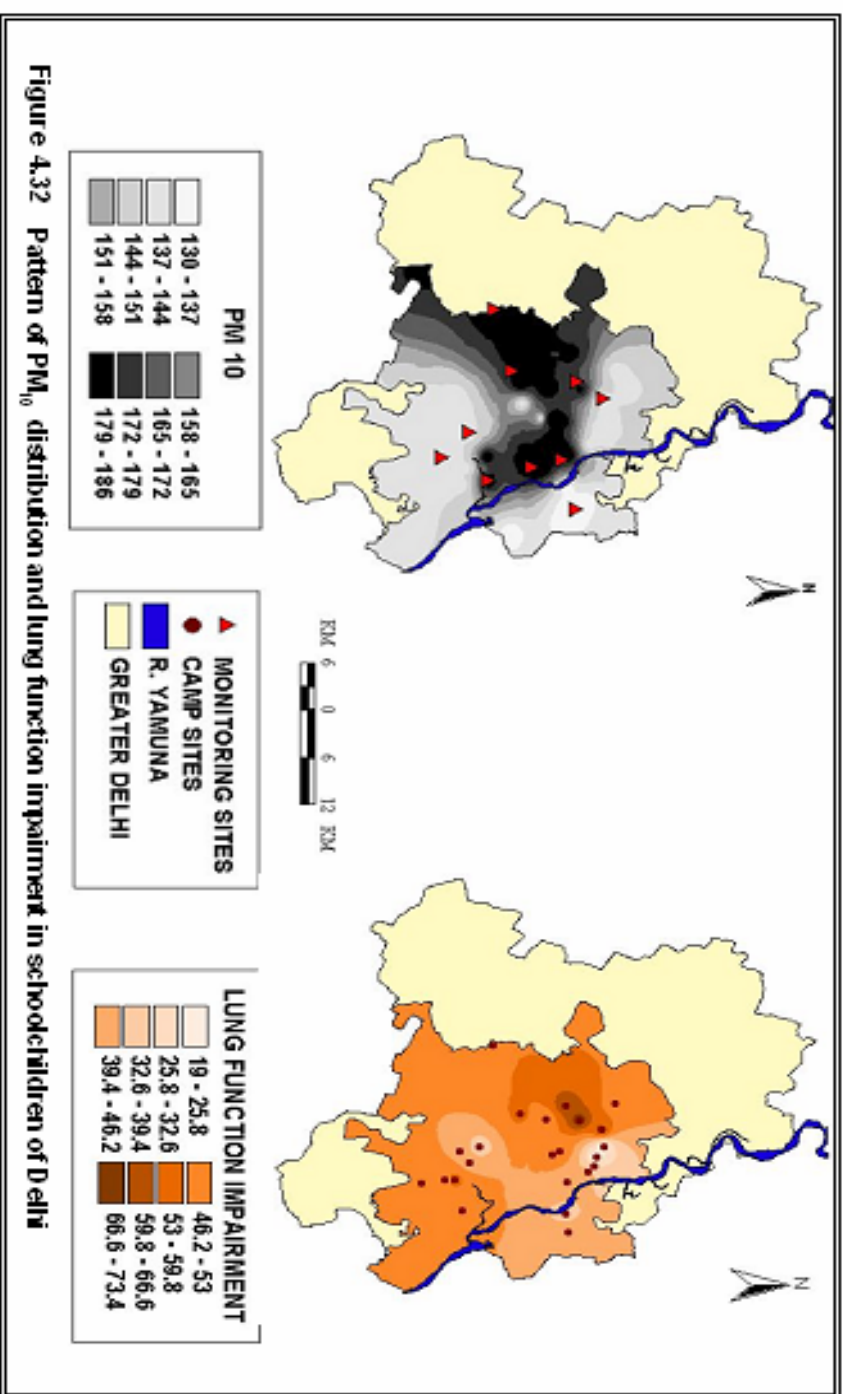 N
N
KM 6 0 6 12 KM
PM 10
130 - 137
137 - 144
144 - 151
151 - 158
158 - 165
165 - 172
172 - 179
179 - 186
MONITORING SITES
CAMP SITES
R. YAMUNA
GREATER DELHI
LUNG FUNCTION IMPAIRMENT
19 - 25.8
25.8 - 32.6
32.6 - 39.4
39.4 - 46.2
46.2 - 53
53 - 59.8
59.8 - 66.6
66.6 - 73.4
Figure 4.32 Pattern of PM₁₀ distribution and lung function impairment in schoolchildren of Delhi